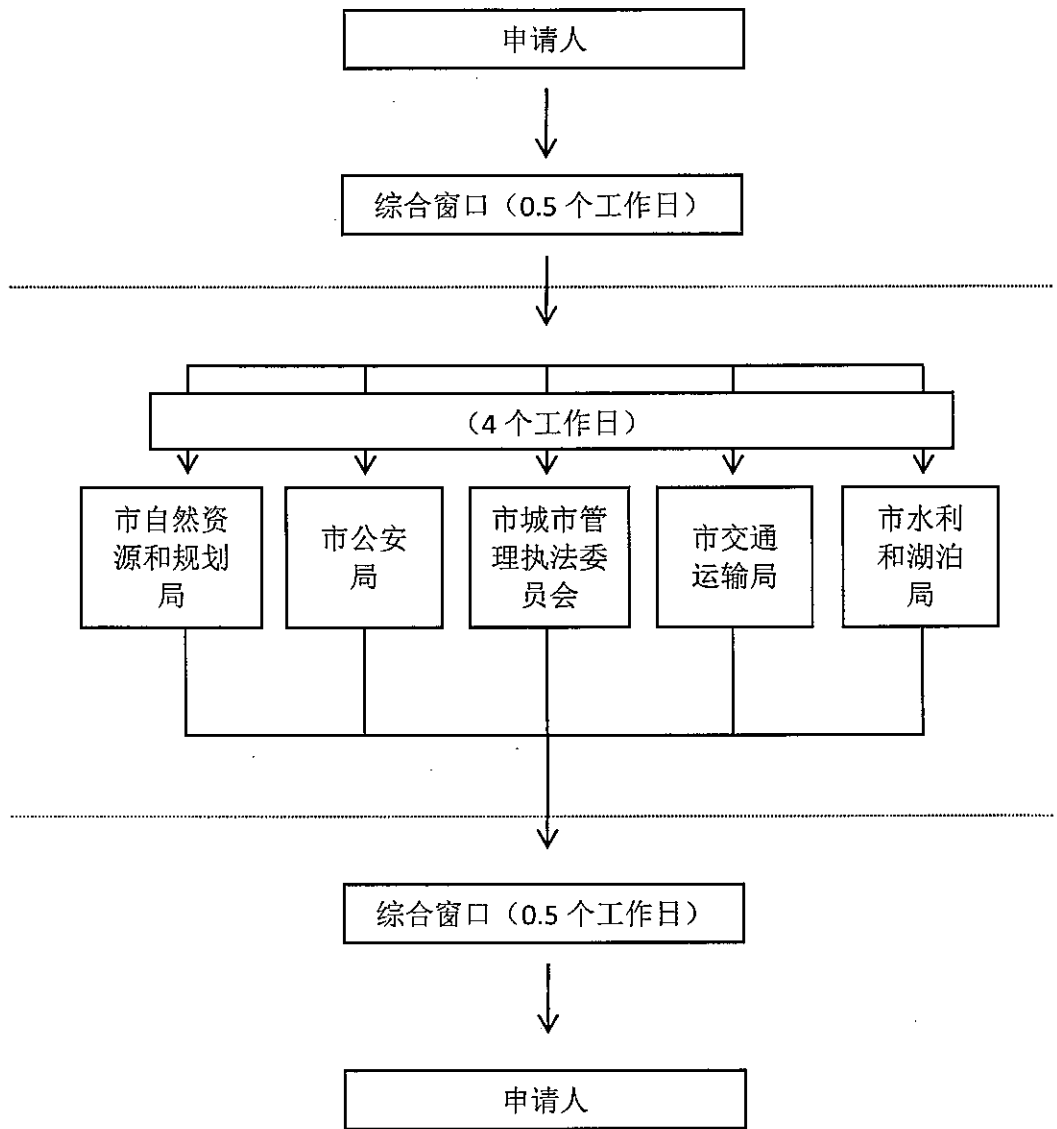 申请人
综合窗口（0.5 个工作日）
（4 个工作日）
市自然资
源和规划
局
市公安
局
市城市管
理执法委
员会
市交通
运输局
市水利
和湖泊
局
综合窗口（0.5 个工作日）
申请人